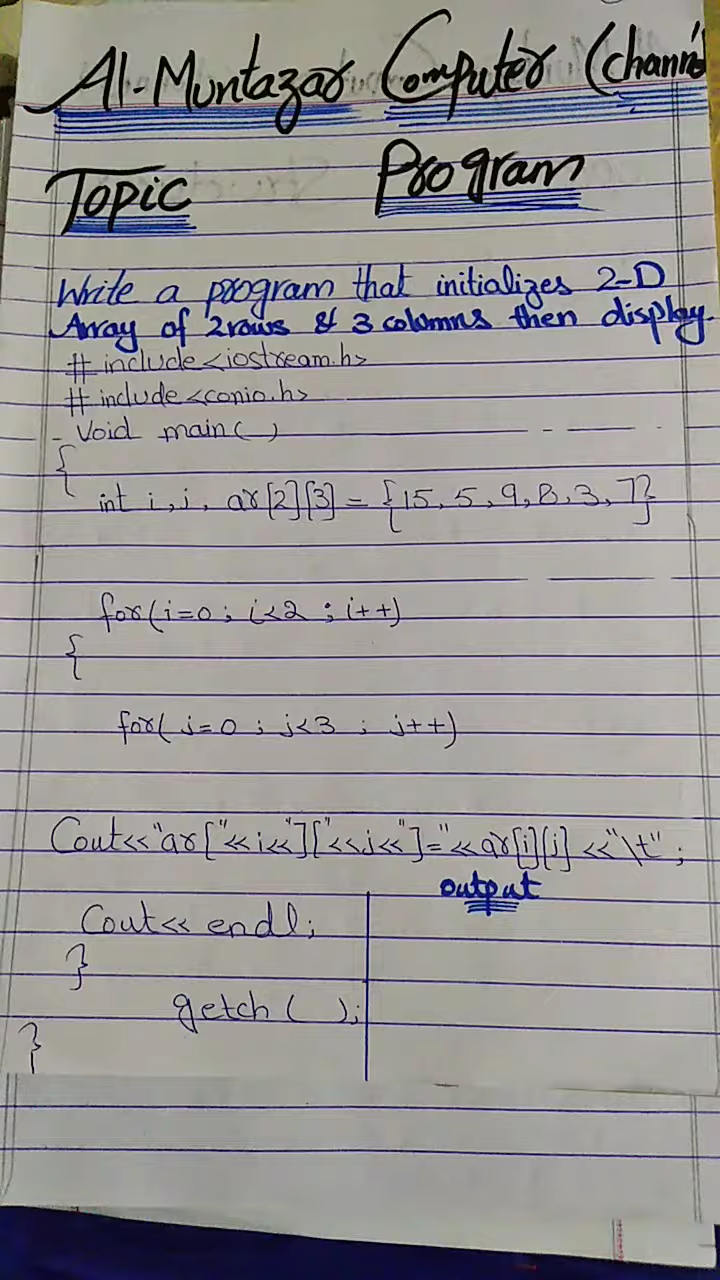 Al-Muntazar Computer (channel
Topic Program
Write a program that initializes 2-D
Array of 2 rows & 3 columns then display.
# include <iostream.h>
# include <conio.h>
Void main( )
{
int i, j, ar[2][3] = {15, 5, 9, 8, 3, 7}
for(i=0 ; i<2 ; i++)
{
for( j=0 ; j<3 ; j++)
Cout<<"ar["<<i<<"]["<<j<<"]="<<ar[i][j] <<"\t" ;
output
Cout<< endl;
}
getch ( );
}